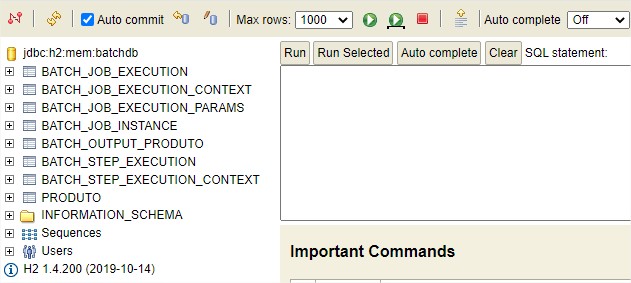 Auto commit Max rows: 1000 Auto complete Off
jdbc:h2:mem:batchdb
BATCH_JOB_EXECUTION
BATCH_JOB_EXECUTION_CONTEXT
BATCH_JOB_EXECUTION_PARAMS
BATCH_JOB_INSTANCE
BATCH_OUTPUT_PRODUTO
BATCH_STEP_EXECUTION
BATCH_STEP_EXECUTION_CONTEXT
PRODUTO
INFORMATION_SCHEMA
Sequences
Users
H2 1.4.200 (2019-10-14)
Run Run Selected Auto complete Clear SQL statement:
Important Commands